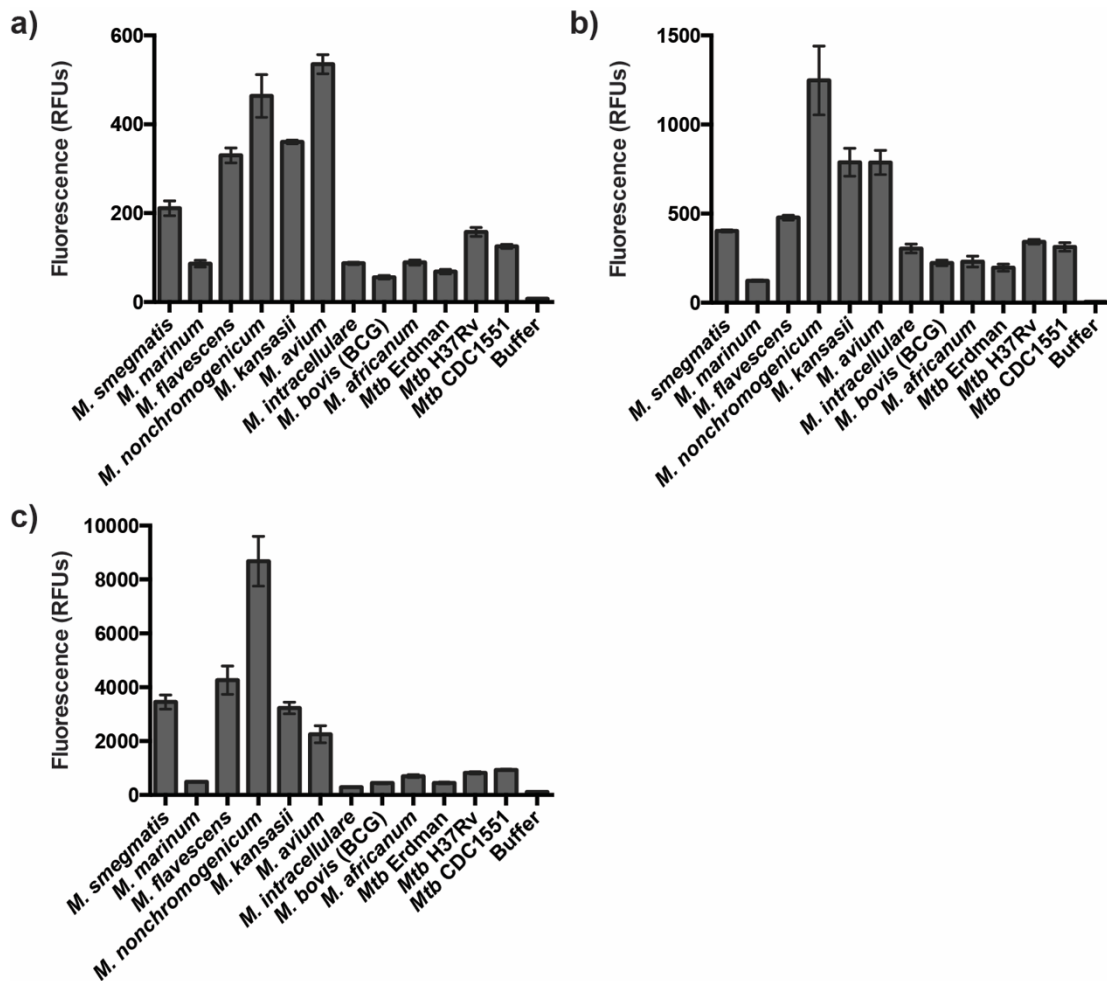 a)
Fluorescence (RFUs)
600
400
200
0
M. smegmatis
M. marinum
M. flavescens
M. nonchromogenicum
M. kansasii
M. avium
M. intracellulare
M. bovis (BCG)
M. africanum
Mtb Erdman
Mtb H37Rv
Mtb CDC1551
Buffer
b)
Fluorescence (RFUs)
1500
1000
500
0
M. smegmatis
M. marinum
M. flavescens
M. nonchromogenicum
M. kansasii
M. avium
M. intracellulare
M. bovis (BCG)
M. africanum
Mtb Erdman
Mtb H37Rv
Mtb CDC1551
Buffer
c)
Fluorescence (RFUs)
10000
8000
6000
4000
2000
0
M. smegmatis
M. marinum
M. flavescens
M. nonchromogenicum
M. kansasii
M. avium
M. intracellulare
M. bovis (BCG)
M. africanum
Mtb Erdman
Mtb H37Rv
Mtb CDC1551
Buffer